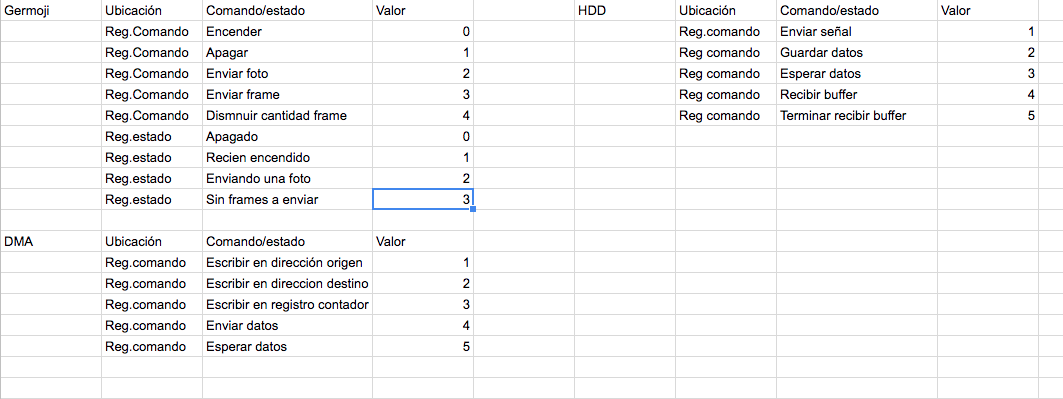 Germoji Ubicación Comando/estado Valor HDD Ubicación Comando/estado Valor
Reg.Comando Encender 0 Reg.comando Enviar señal 1
Reg.Comando Apagar 1 Reg comando Guardar datos 2
Reg.Comando Enviar foto 2 Reg comando Esperar datos 3
Reg.Comando Enviar frame 3 Reg comando Recibir buffer 4
Reg.Comando Dismnuir cantidad frame 4 Reg comando Terminar recibir buffer 5
Reg.estado Apagado 0
Reg.estado Recien encendido 1
Reg.estado Enviando una foto 2
Reg.estado Sin frames a enviar 3
DMA Ubicación Comando/estado Valor
Reg.comando Escribir en dirección origen 1
Reg.comando Escribir en direccion destino 2
Reg.comando Escribir en registro contador 3
Reg.comando Enviar datos 4
Reg.comando Esperar datos 5